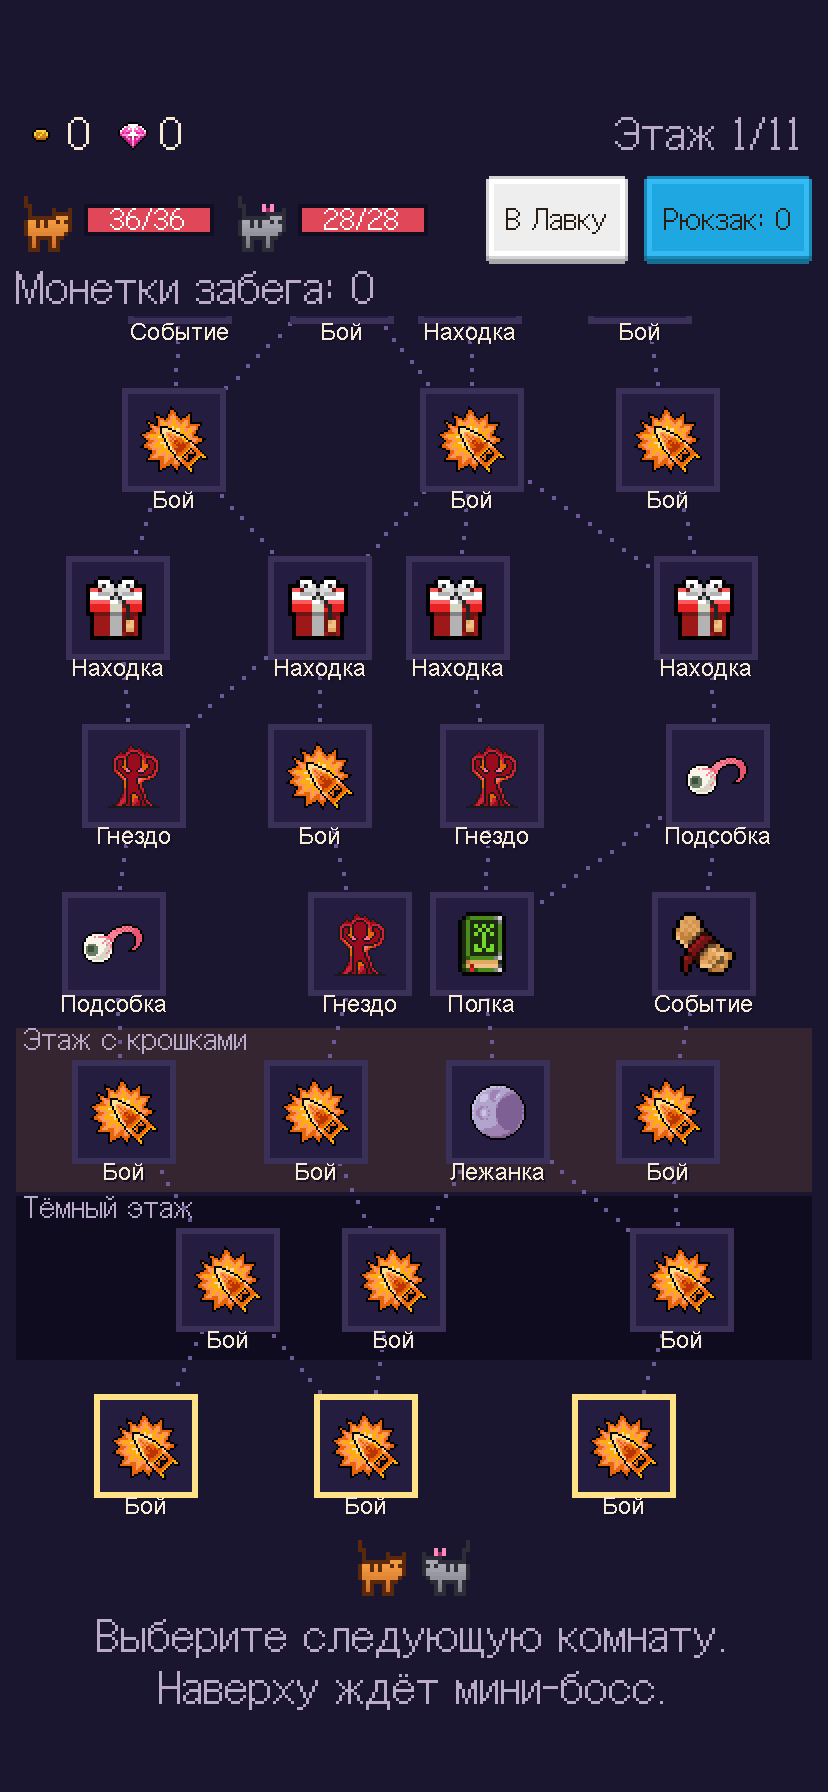 0 0 Этаж 1/11
36/36 28/28 В Лавку Рюкзак: 0
Монетки забега: 0
Событие Бой Находка Бой
Бой Бой Бой
Находка Находка Находка Находка
Гнездо Бой Гнездо Подсобка
Подсобка Гнездо Полка Событие
Этаж с крошками
Бой Бой Лежанка Бой
Тёмный этаж
Бой Бой Бой
Бой Бой Бой
Выберите следующую комнату.
Наверху ждёт мини-босс.